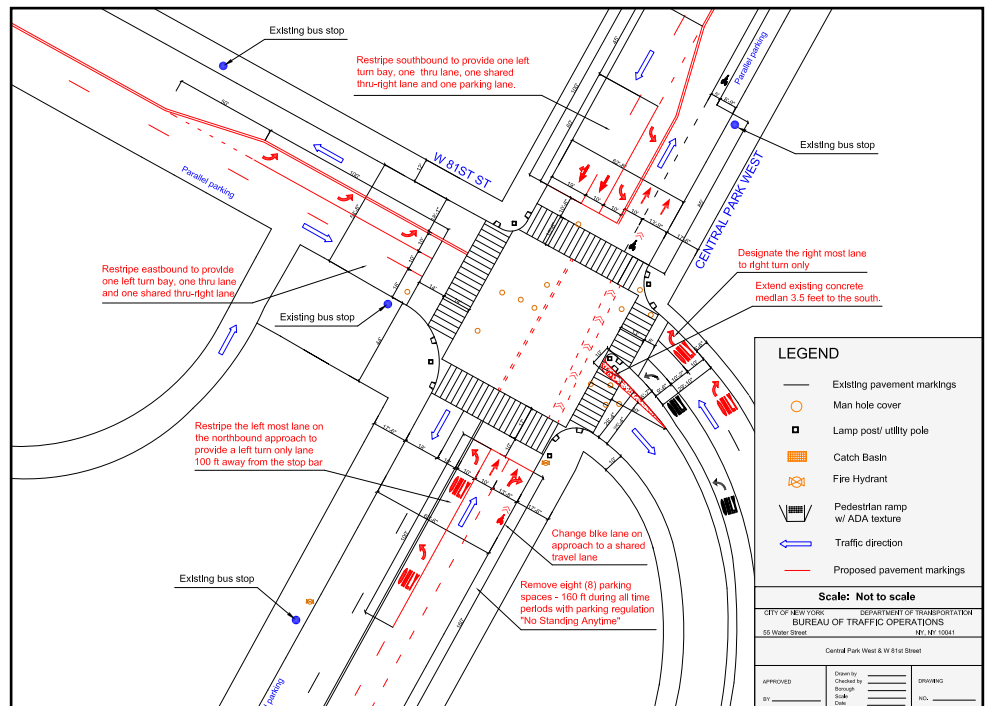 Existing bus stop
Restripe southbound to provide one left
turn bay, one thru lane, one shared
thru-right lane and one parking lane.
Parallel parking
Existing bus stop
W 81ST ST
CENTRAL PARK WEST
Parallel parking
Designate the right most lane
to right turn only
Extend existing concrete
median 3.5 feet to the south.
Restripe eastbound to provide
one left turn bay, one thru lane
and one shared thru-right lane
Existing bus stop
Restripe the left most lane on
the northbound approach to
provide a left turn only lane
100 ft away from the stop bar
Change bike lane on
approach to a shared
travel lane
Existing bus stop
Remove eight (8) parking
spaces - 160 ft during all time
periods with parking regulation
"No Standing Anytime"
parking
LEGEND
Existing pavement markings
Man hole cover
Lamp post/ utility pole
Catch Basin
Fire Hydrant
Pedestrian ramp
w/ ADA texture
Traffic direction
Proposed pavement markings
Scale: Not to scale
CITY OF NEW YORK DEPARTMENT OF TRANSPORTATION
BUREAU OF TRAFFIC OPERATIONS
55 Water Street NY, NY 10041
Central Park West & W 81st Street
APPROVED
BY
Drawn by
Checked by
Borough
Scale
Date
DRAWING
NO.